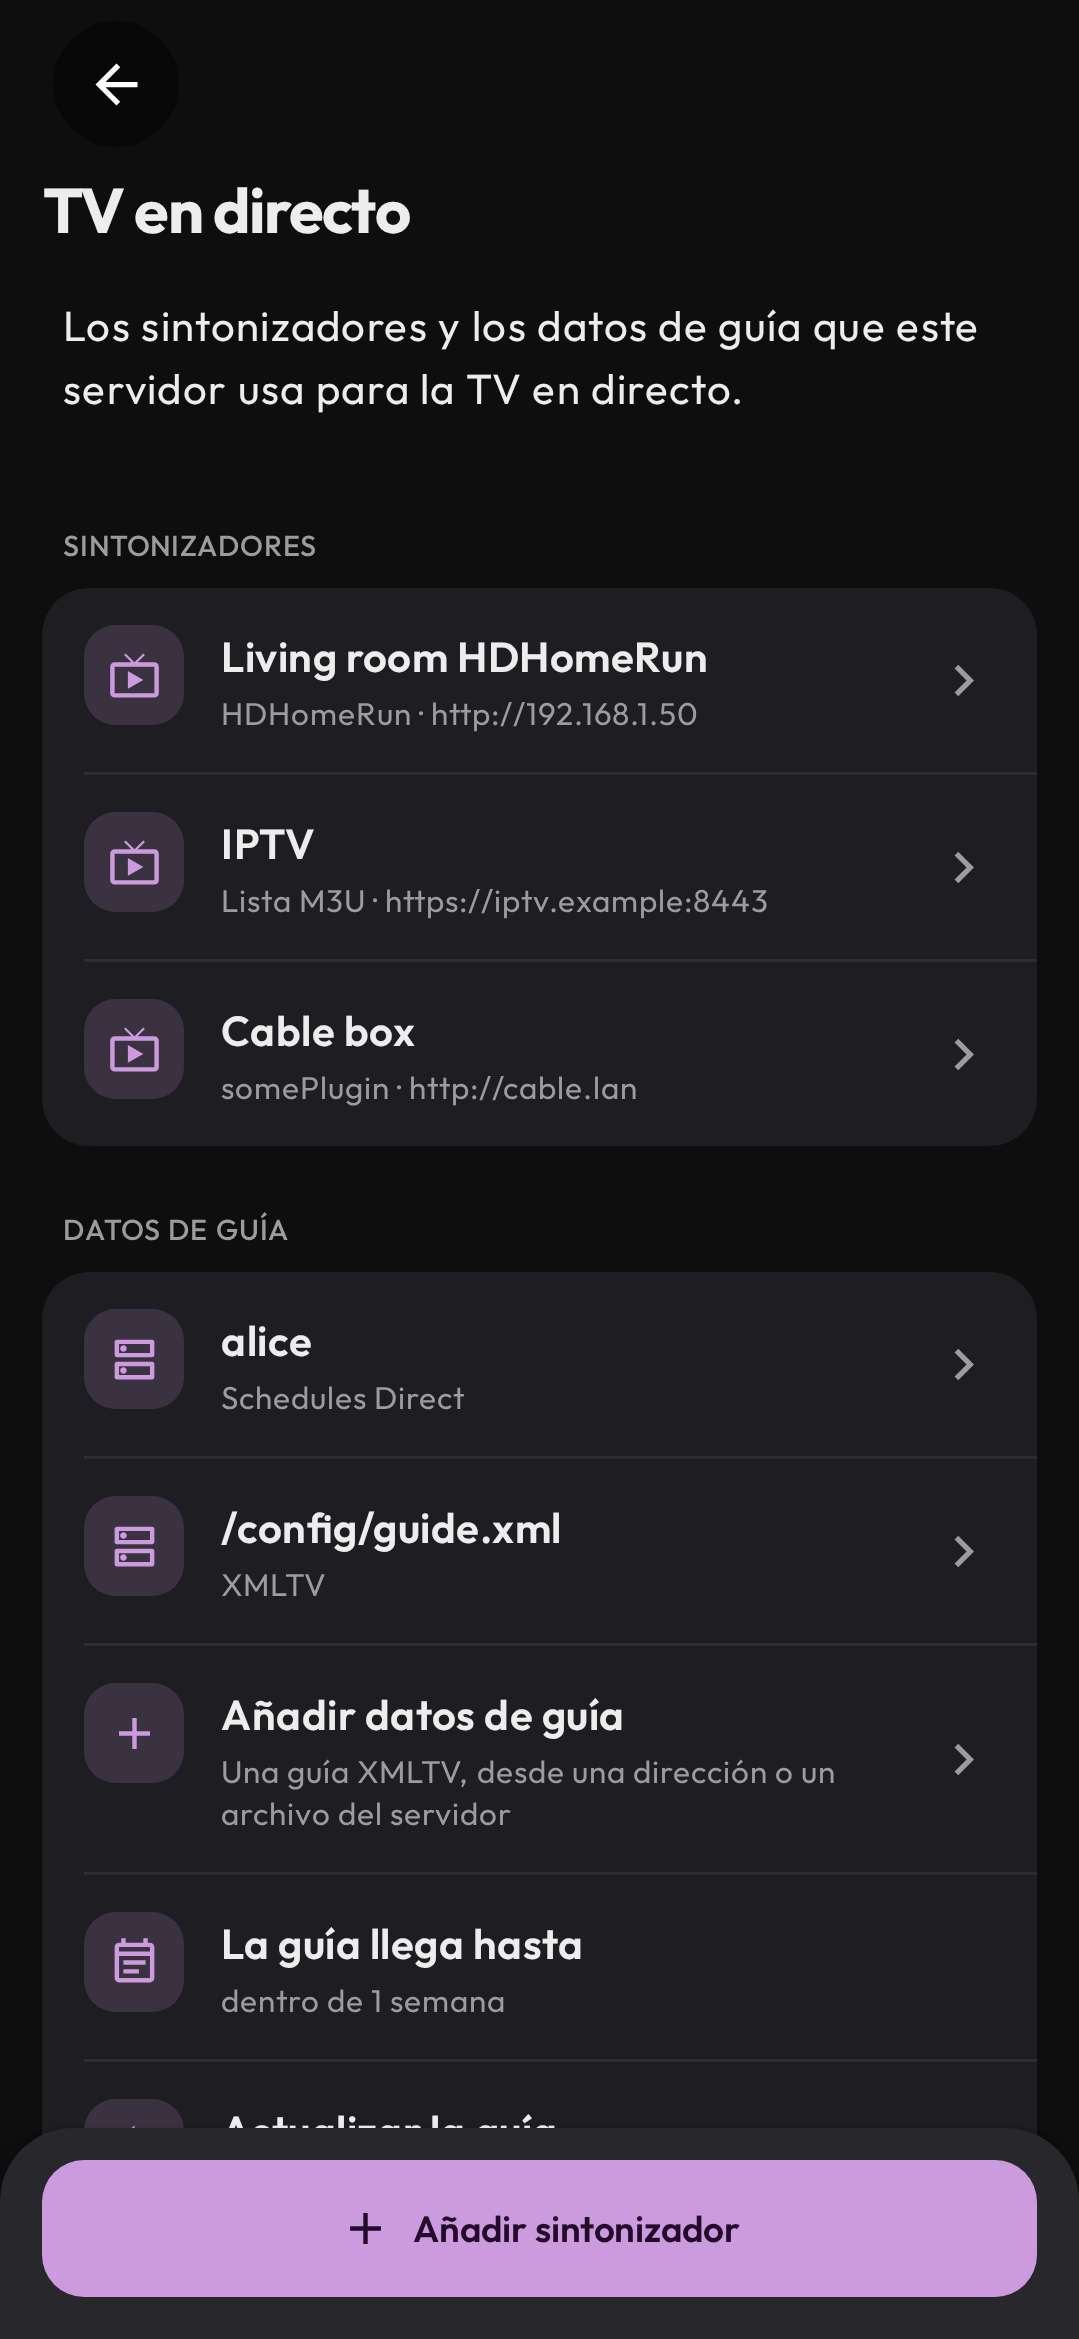 TV en directo
Los sintonizadores y los datos de guía que este
servidor usa para la TV en directo.
SINTONIZADORES
Living room HDHomeRun
HDHomeRun · http://192.168.1.50
IPTV
Lista M3U · https://iptv.example:8443
Cable box
somePlugin · http://cable.lan
DATOS DE GUÍA
alice
Schedules Direct
/config/guide.xml
XMLTV
Añadir datos de guía
Una guía XMLTV, desde una dirección o un
archivo del servidor
La guía llega hasta
dentro de 1 semana
Actualizar la guía
Añadir sintonizador